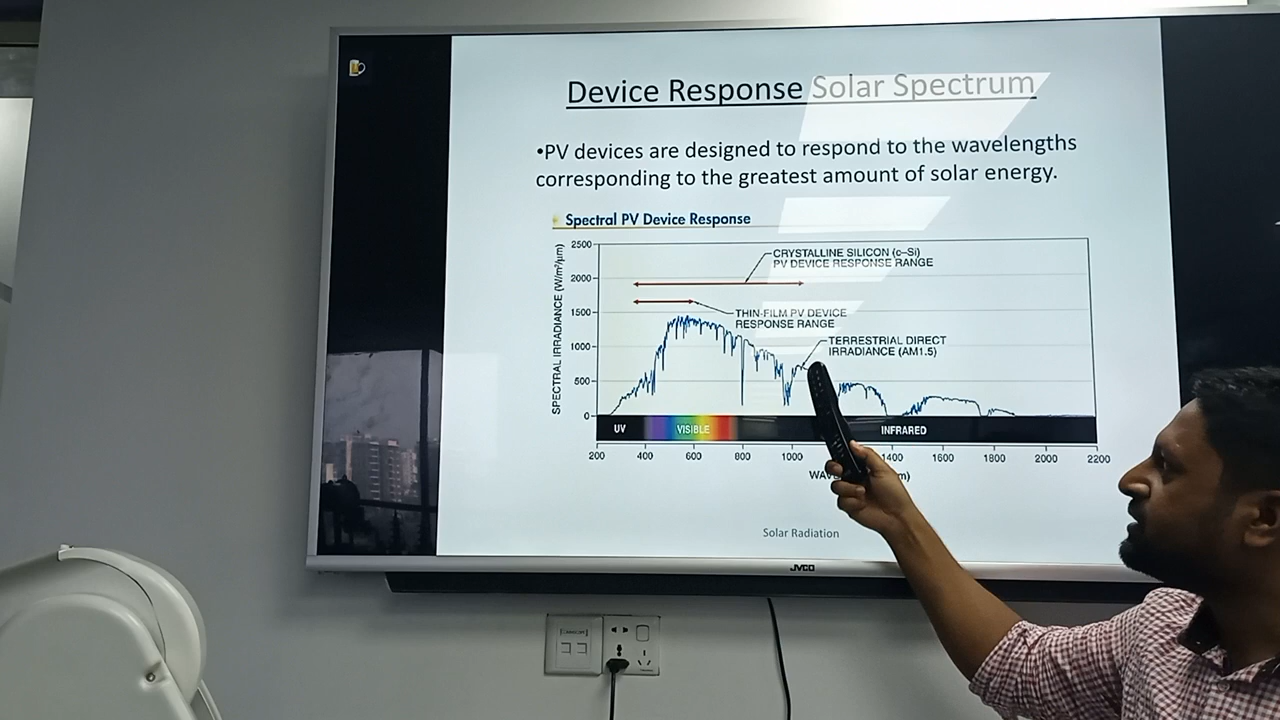 Device Response Solar Spectrum
•PV devices are designed to respond to the wavelengths
corresponding to the greatest amount of solar energy.
Spectral PV Device Response
SPECTRAL IRRADIANCE (W/m²/μm)
2500
2000
1500
1000
500
0
CRYSTALLINE SILICON (c–Si)
PV DEVICE RESPONSE RANGE
THIN-FILM PV DEVICE
RESPONSE RANGE
TERRESTRIAL DIRECT
IRRADIANCE (AM1.5)
UV VISIBLE INFRARED
200 400 600 800 1000 1400 1600 1800 2000 2200
Solar Radiation
JVCO